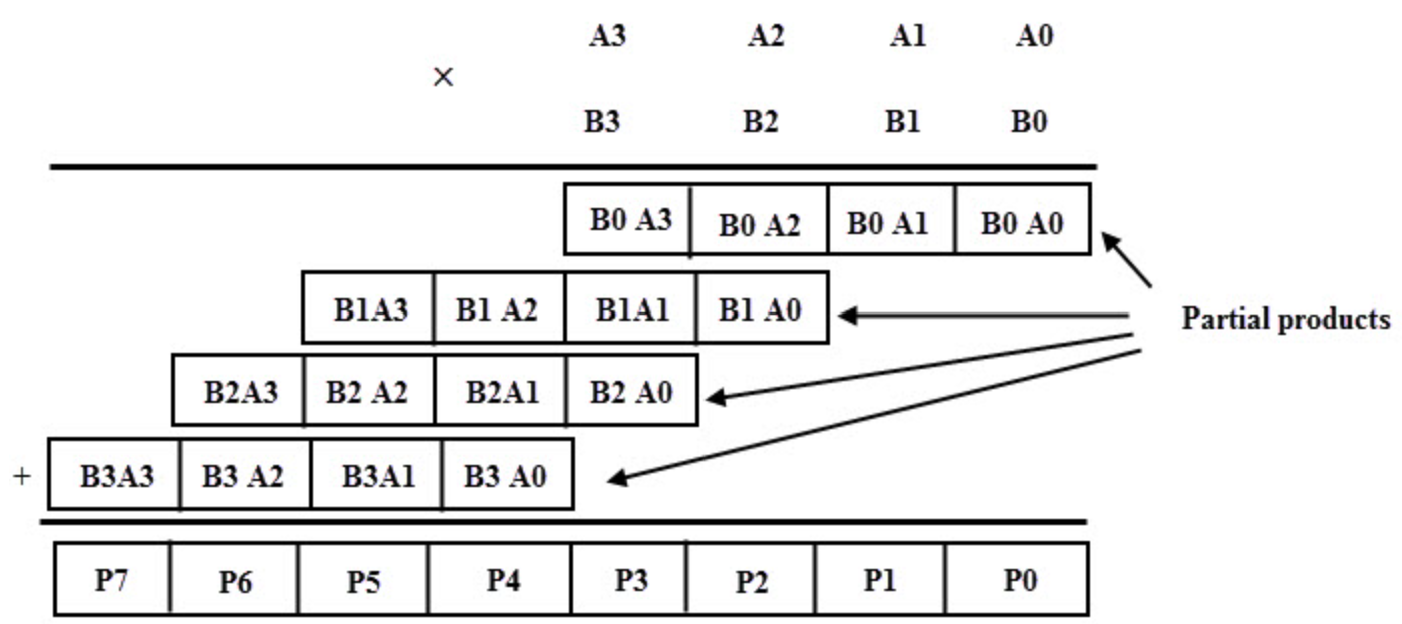 A3 A2 A1 A0
×
B3 B2 B1 B0
B0 A3 B0 A2 B0 A1 B0 A0
B1A3 B1 A2 B1A1 B1 A0
Partial products
B2A3 B2 A2 B2A1 B2 A0
+ B3A3 B3 A2 B3A1 B3 A0
P7 P6 P5 P4 P3 P2 P1 P0